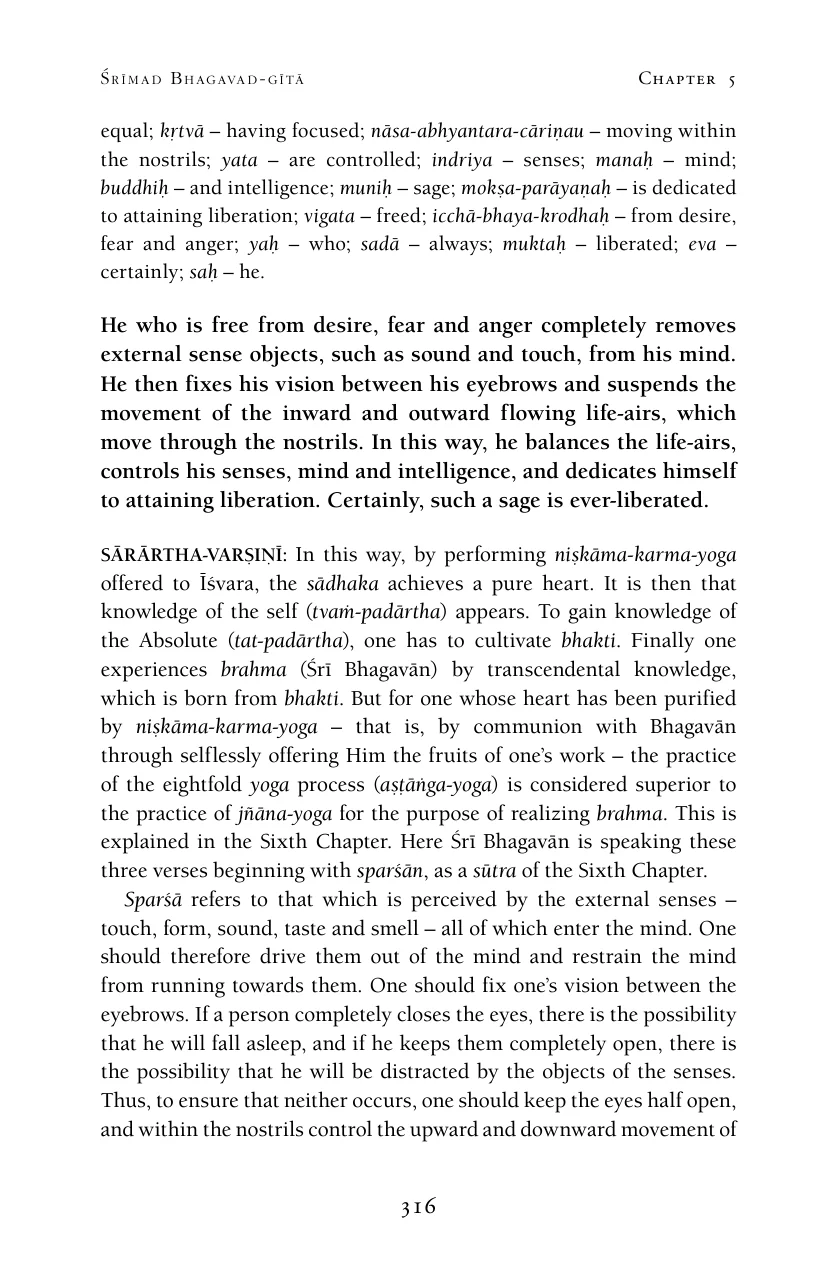 Śrīmad Bhagavad-gītā Chapter 5
equal; kṛtvā – having focused; nāsa-abhyantara-cāriṇau – moving within
the nostrils; yata – are controlled; indriya – senses; manaḥ – mind;
buddhiḥ – and intelligence; muniḥ – sage; mokṣa-parāyaṇaḥ – is dedicated
to attaining liberation; vigata – freed; icchā-bhaya-krodhaḥ – from desire,
fear and anger; yaḥ – who; sadā – always; muktaḥ – liberated; eva –
certainly; saḥ – he.
He who is free from desire, fear and anger completely removes
external sense objects, such as sound and touch, from his mind.
He then fixes his vision between his eyebrows and suspends the
movement of the inward and outward flowing life-airs, which
move through the nostrils. In this way, he balances the life-airs,
controls his senses, mind and intelligence, and dedicates himself
to attaining liberation. Certainly, such a sage is ever-liberated.
SĀRĀRTHA-VARṢIṆĪ: In this way, by performing niṣkāma-karma-yoga
offered to Īśvara, the sādhaka achieves a pure heart. It is then that
knowledge of the self (tvaṁ-padārtha) appears. To gain knowledge of
the Absolute (tat-padārtha), one has to cultivate bhakti. Finally one
experiences brahma (Śrī Bhagavān) by transcendental knowledge,
which is born from bhakti. But for one whose heart has been purified
by niṣkāma-karma-yoga – that is, by communion with Bhagavān
through selflessly offering Him the fruits of one’s work – the practice
of the eightfold yoga process (aṣṭāṅga-yoga) is considered superior to
the practice of jñāna-yoga for the purpose of realizing brahma. This is
explained in the Sixth Chapter. Here Śrī Bhagavān is speaking these
three verses beginning with sparśān, as a sūtra of the Sixth Chapter.
Sparśā refers to that which is perceived by the external senses –
touch, form, sound, taste and smell – all of which enter the mind. One
should therefore drive them out of the mind and restrain the mind
from running towards them. One should fix one’s vision between the
eyebrows. If a person completely closes the eyes, there is the possibility
that he will fall asleep, and if he keeps them completely open, there is
the possibility that he will be distracted by the objects of the senses.
Thus, to ensure that neither occurs, one should keep the eyes half open,
and within the nostrils control the upward and downward movement of
316